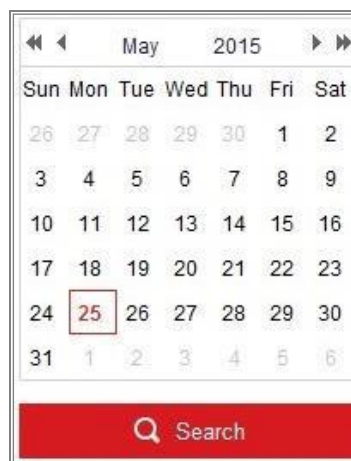 May 2015
Sun Mon Tue Wed Thu Fri Sat
26 27 28 29 30 1 2
3 4 5 6 7 8 9
10 11 12 13 14 15 16
17 18 19 20 21 22 23
24 25 26 27 28 29 30
31 1 2 3 4 5 6
Search